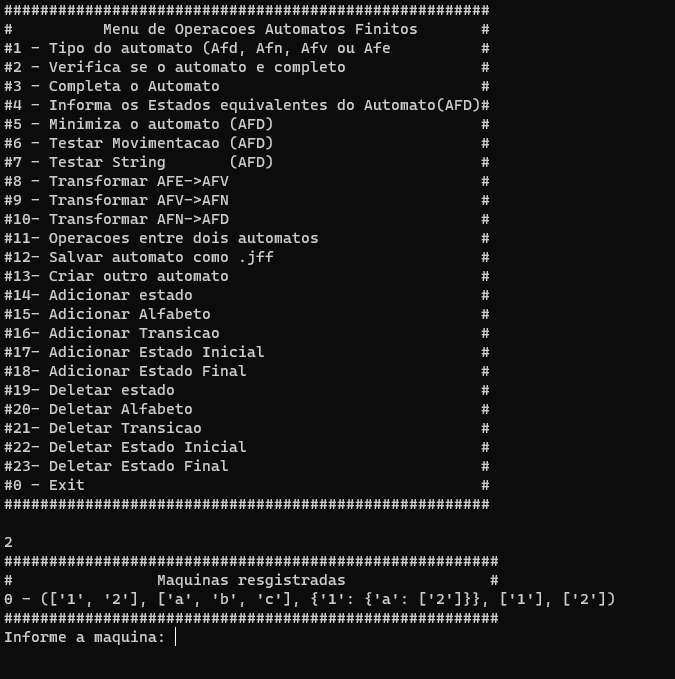 ######################################################
#          Menu de Operacoes Automatos Finitos       #
#1 - Tipo do automato (Afd, Afn, Afv ou Afe          #
#2 - Verifica se o automato e completo               #
#3 - Completa o Automato                             #
#4 - Informa os Estados equivalentes do Automato(AFD)#
#5 - Minimiza o automato (AFD)                       #
#6 - Testar Movimentacao (AFD)                       #
#7 - Testar String       (AFD)                       #
#8 - Transformar AFE->AFV                            #
#9 - Transformar AFV->AFN                            #
#10- Transformar AFN->AFD                            #
#11- Operacoes entre dois automatos                  #
#12- Salvar automato como .jff                       #
#13- Criar outro automato                            #
#14- Adicionar estado                                #
#15- Adicionar Alfabeto                              #
#16- Adicionar Transicao                             #
#17- Adicionar Estado Inicial                        #
#18- Adicionar Estado Final                          #
#19- Deletar estado                                  #
#20- Deletar Alfabeto                                #
#21- Deletar Transicao                               #
#22- Deletar Estado Inicial                          #
#23- Deletar Estado Final                            #
#0 - Exit                                            #
######################################################
2
#######################################################
#                Maquinas resgistradas                #
0 - (['1', '2'], ['a', 'b', 'c'], {'1': {'a': ['2']}}, ['1'], ['2'])
#######################################################
Informe a maquina: